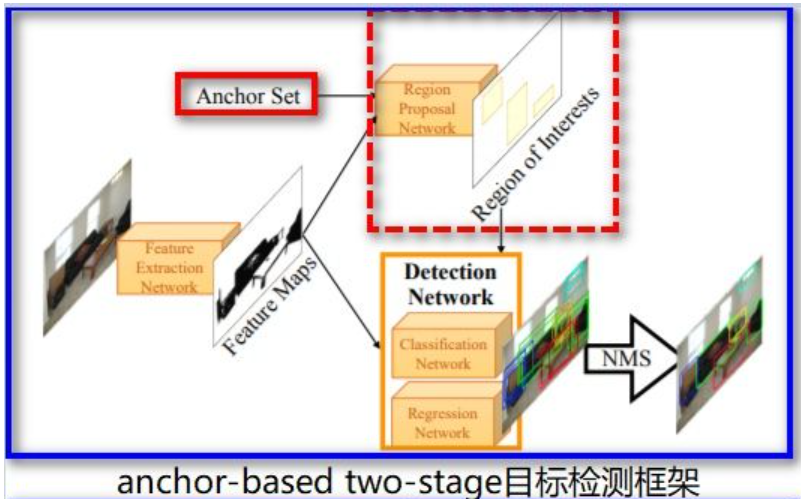 Anchor Set
Region
Proposal
Network
Region of Interests
Feature
Extraction
Network
Feature Maps
Detection
Network
Classification
Network
Regression
Network
NMS
anchor-based two-stage目标检测框架